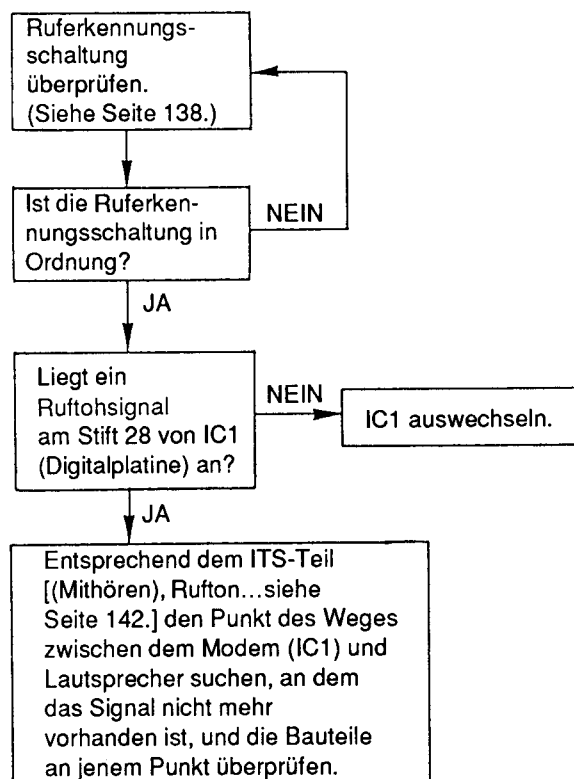 Ruferkennungs-
schaltung
überprüfen.
(Siehe Seite 138.)
Ist die Ruferken-
nungsschaltung in
Ordnung?
NEIN
JA
Liegt ein
Ruftohsignal
am Stift 28 von IC1
(Digitalplatine) an?
NEIN
IC1 auswechseln.
JA
Entsprechend dem ITS-Teil
[(Mithören), Rufton...siehe
Seite 142.] den Punkt des Weges
zwischen dem Modem (IC1) und
Lautsprecher suchen, an dem
das Signal nicht mehr
vorhanden ist, und die Bauteile
an jenem Punkt überprüfen.